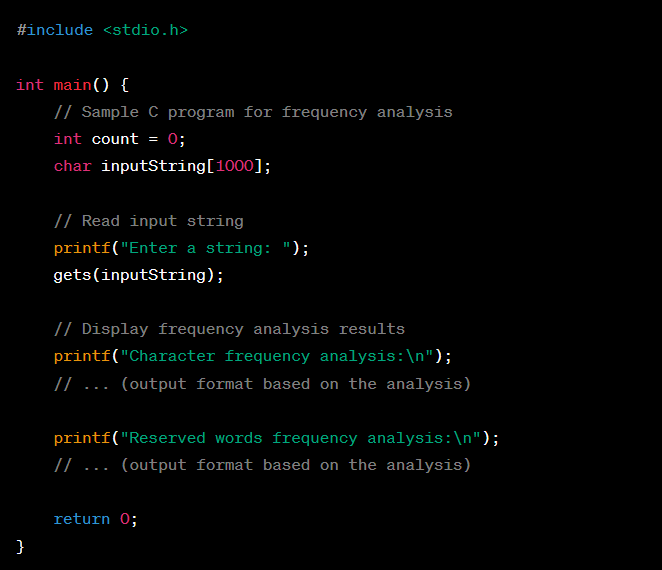 #include <stdio.h>
int main() {
// Sample C program for frequency analysis
int count = 0;
char inputString[1000];
// Read input string
printf("Enter a string: ");
gets(inputString);
// Display frequency analysis results
printf("Character frequency analysis:\n");
// ... (output format based on the analysis)
printf("Reserved words frequency analysis:\n");
// ... (output format based on the analysis)
return 0;
}